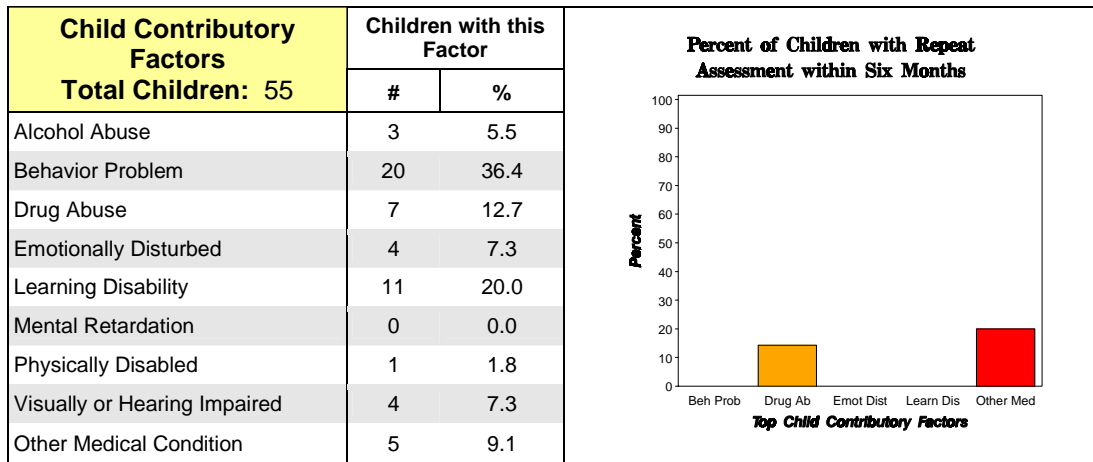 Child Contributory
Factors
Total Children: 55
Children with this
Factor
# %
Alcohol Abuse 3 5.5
Behavior Problem 20 36.4
Drug Abuse 7 12.7
Emotionally Disturbed 4 7.3
Learning Disability 11 20.0
Mental Retardation 0 0.0
Physically Disabled 1 1.8
Visually or Hearing Impaired 4 7.3
Other Medical Condition 5 9.1
Percent of Children with Repeat
Assessment within Six Months
100
90
80
70
60
50
40
30
20
10
0
Percent
Beh Prob Drug Ab Emot Dist Learn Dis Other Med
Top Child Contributory Factors